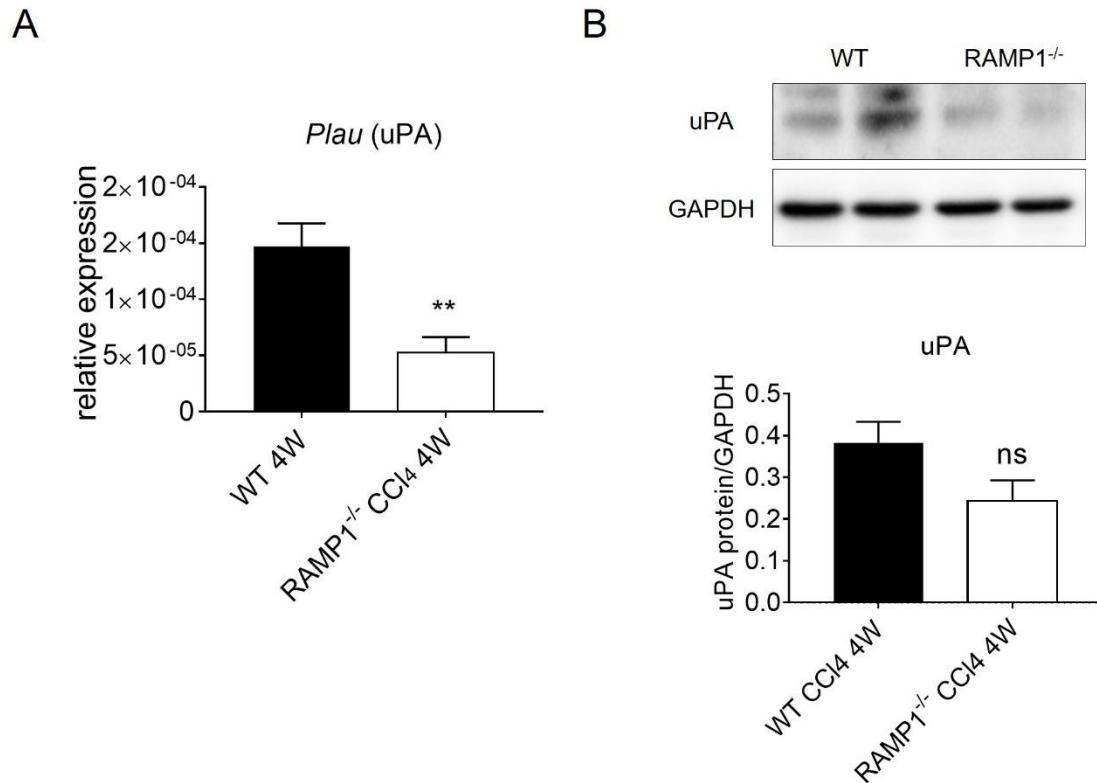 A
Plau (uPA)
relative expression
2×10⁻⁰⁴
2×10⁻⁰⁴
1×10⁻⁰⁴
5×10⁻⁰⁵
0
**
WT 4W
RAMP1⁻/⁻ CCl₄ 4W
B
WT RAMP1⁻/⁻
uPA
GAPDH
uPA
uPA protein/GAPDH
0.5
0.4
0.3
0.2
0.1
0.0
ns
WT CCl4 4W
RAMP1⁻/⁻ CCl4 4W